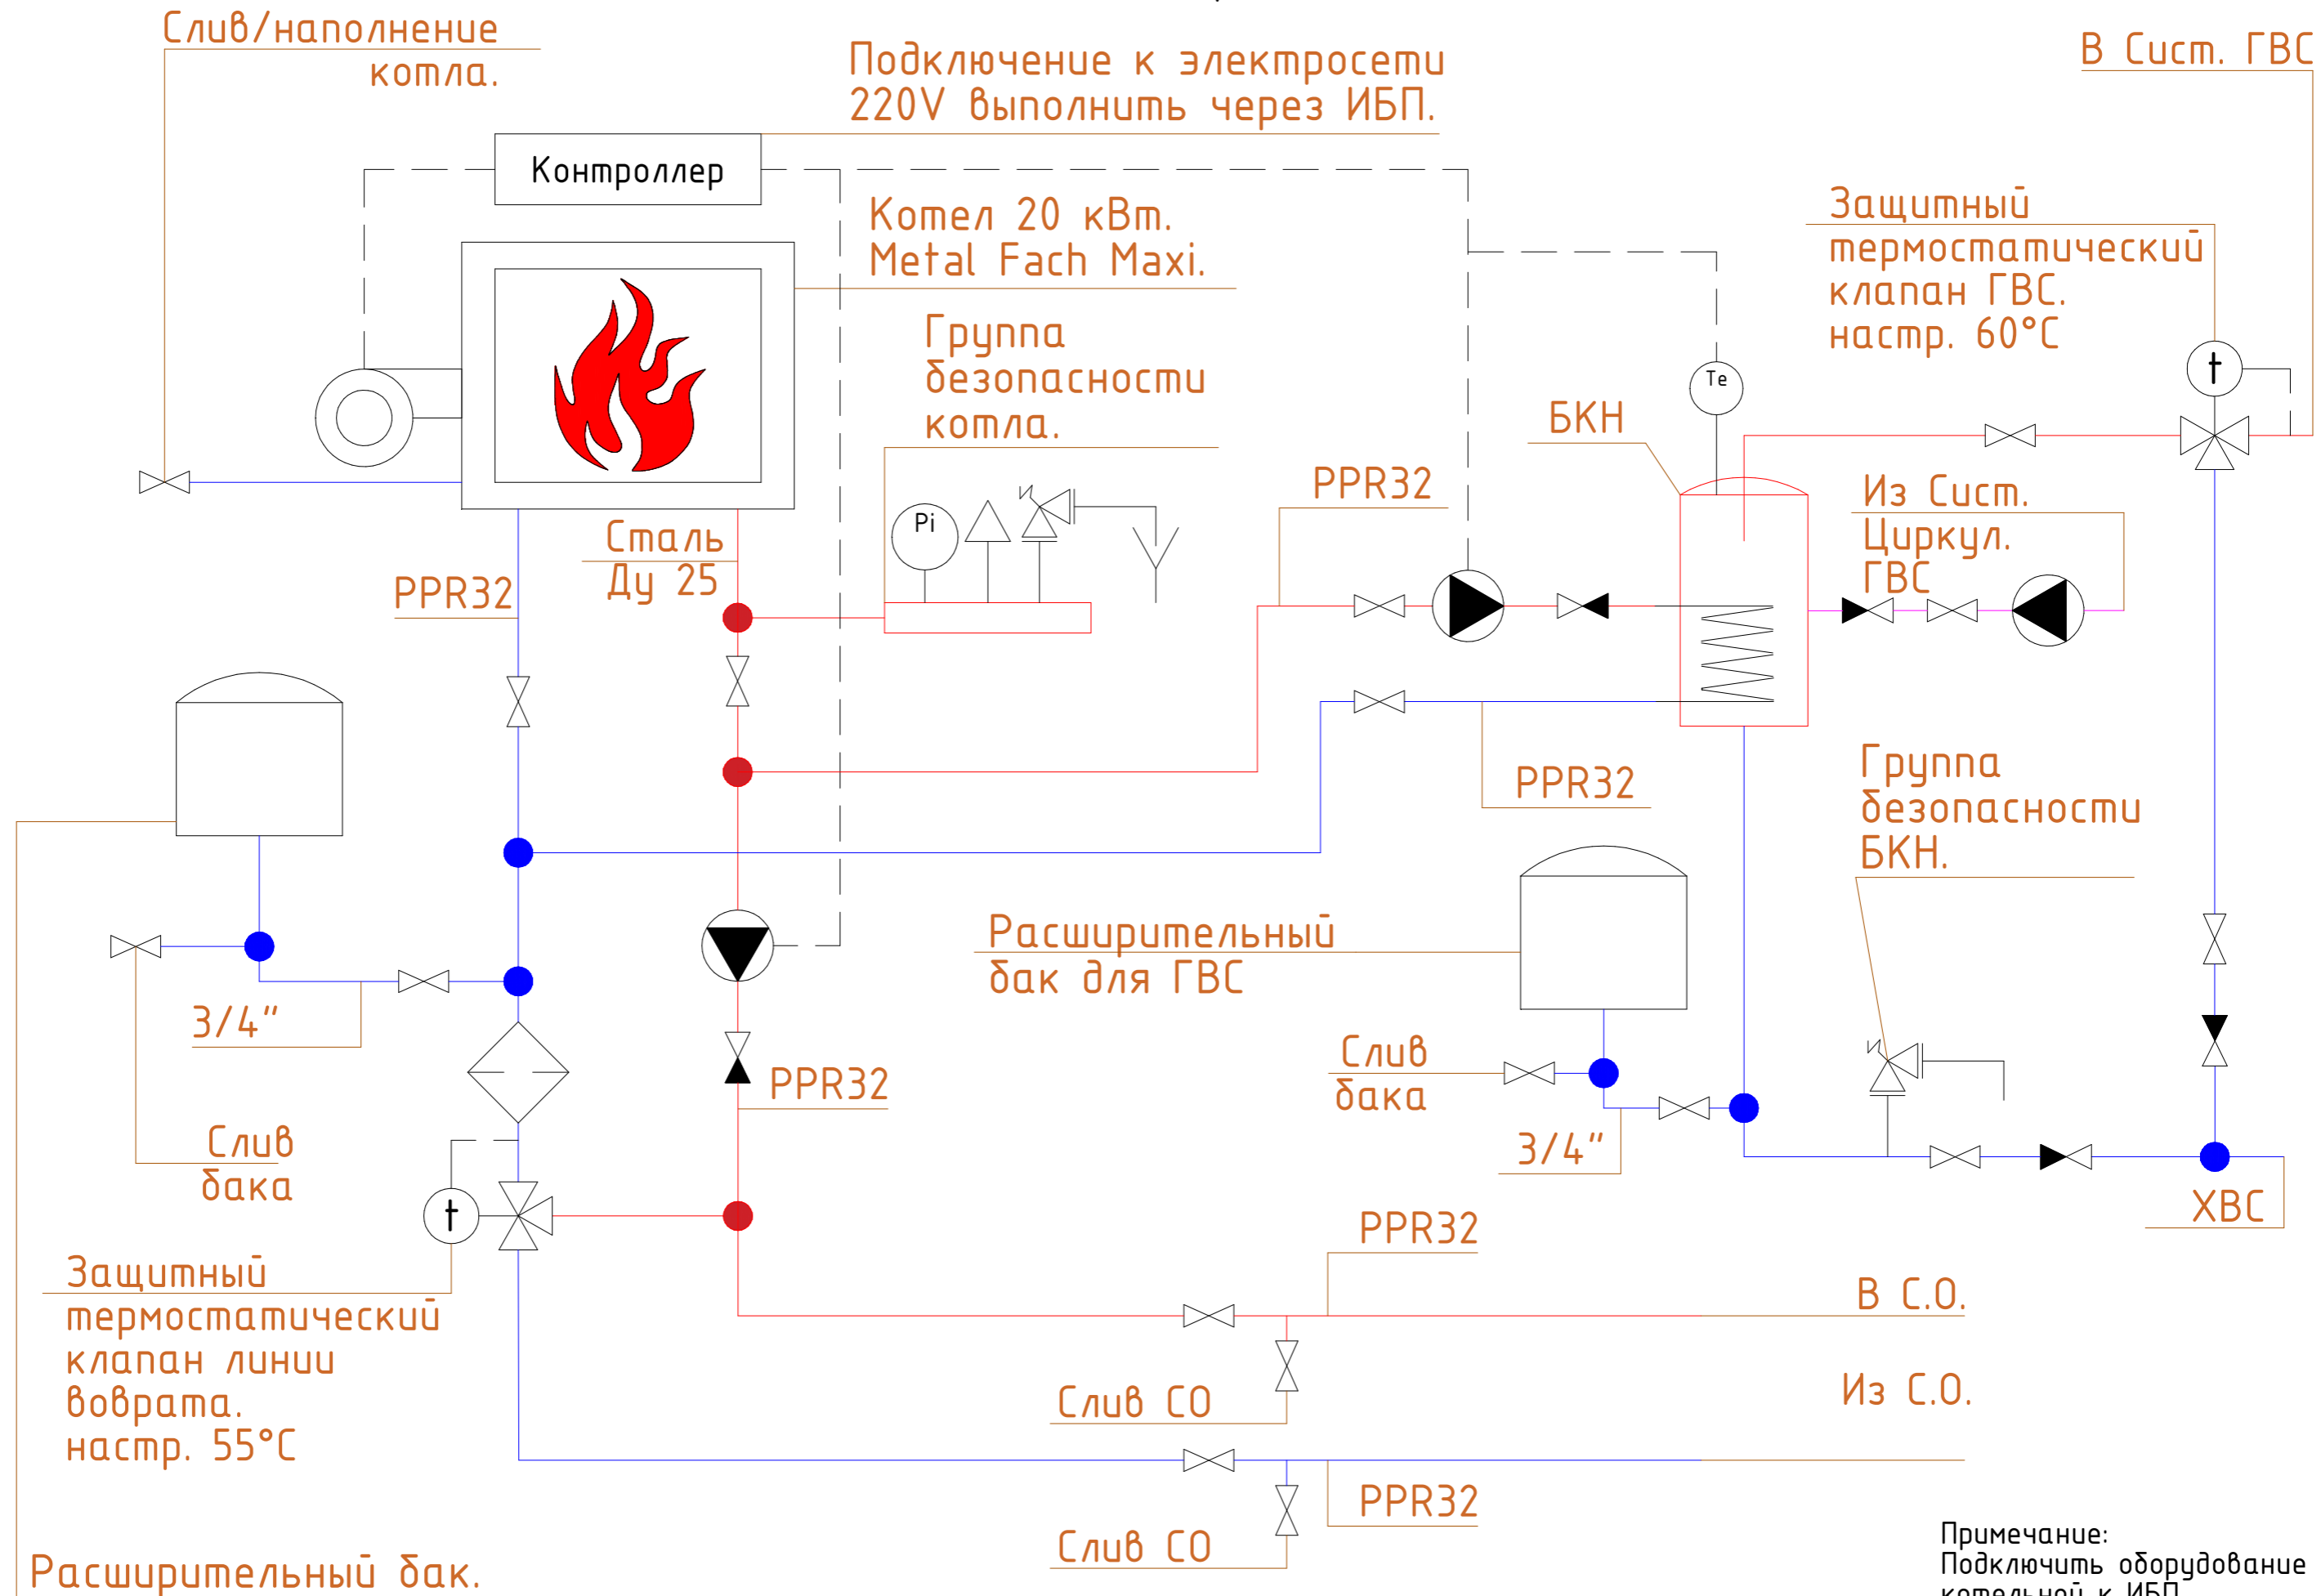 Слив/наполнение
котла.
Подключение к электросети
220V выполнить через ИБП.
В Сист. ГВС
Контроллер
Котел 20 кВт.
Metal Fach Maxi.
Защитный
термостатический
клапан ГВС.
настр. 60°C
Группа
безопасности
котла.
t
Te
БКН
PPR32
Из Сист.
Циркул.
ГВС
Pi
Сталь
Ду 25
PPR32
PPR32
Группа
безопасности
БКН.
Расширительный
бак для ГВС
3/4"
Слив
бака
PPR32
Слив
бака
3/4"
ХВС
t
PPR32
Защитный
термостатический
клапан линии
воврата.
настр. 55°C
В С.О.
Слив СО
Из С.О.
PPR32
Слив СО
Расширительный бак.
Примечание:
Подключить оборудование
котельной к ИБП